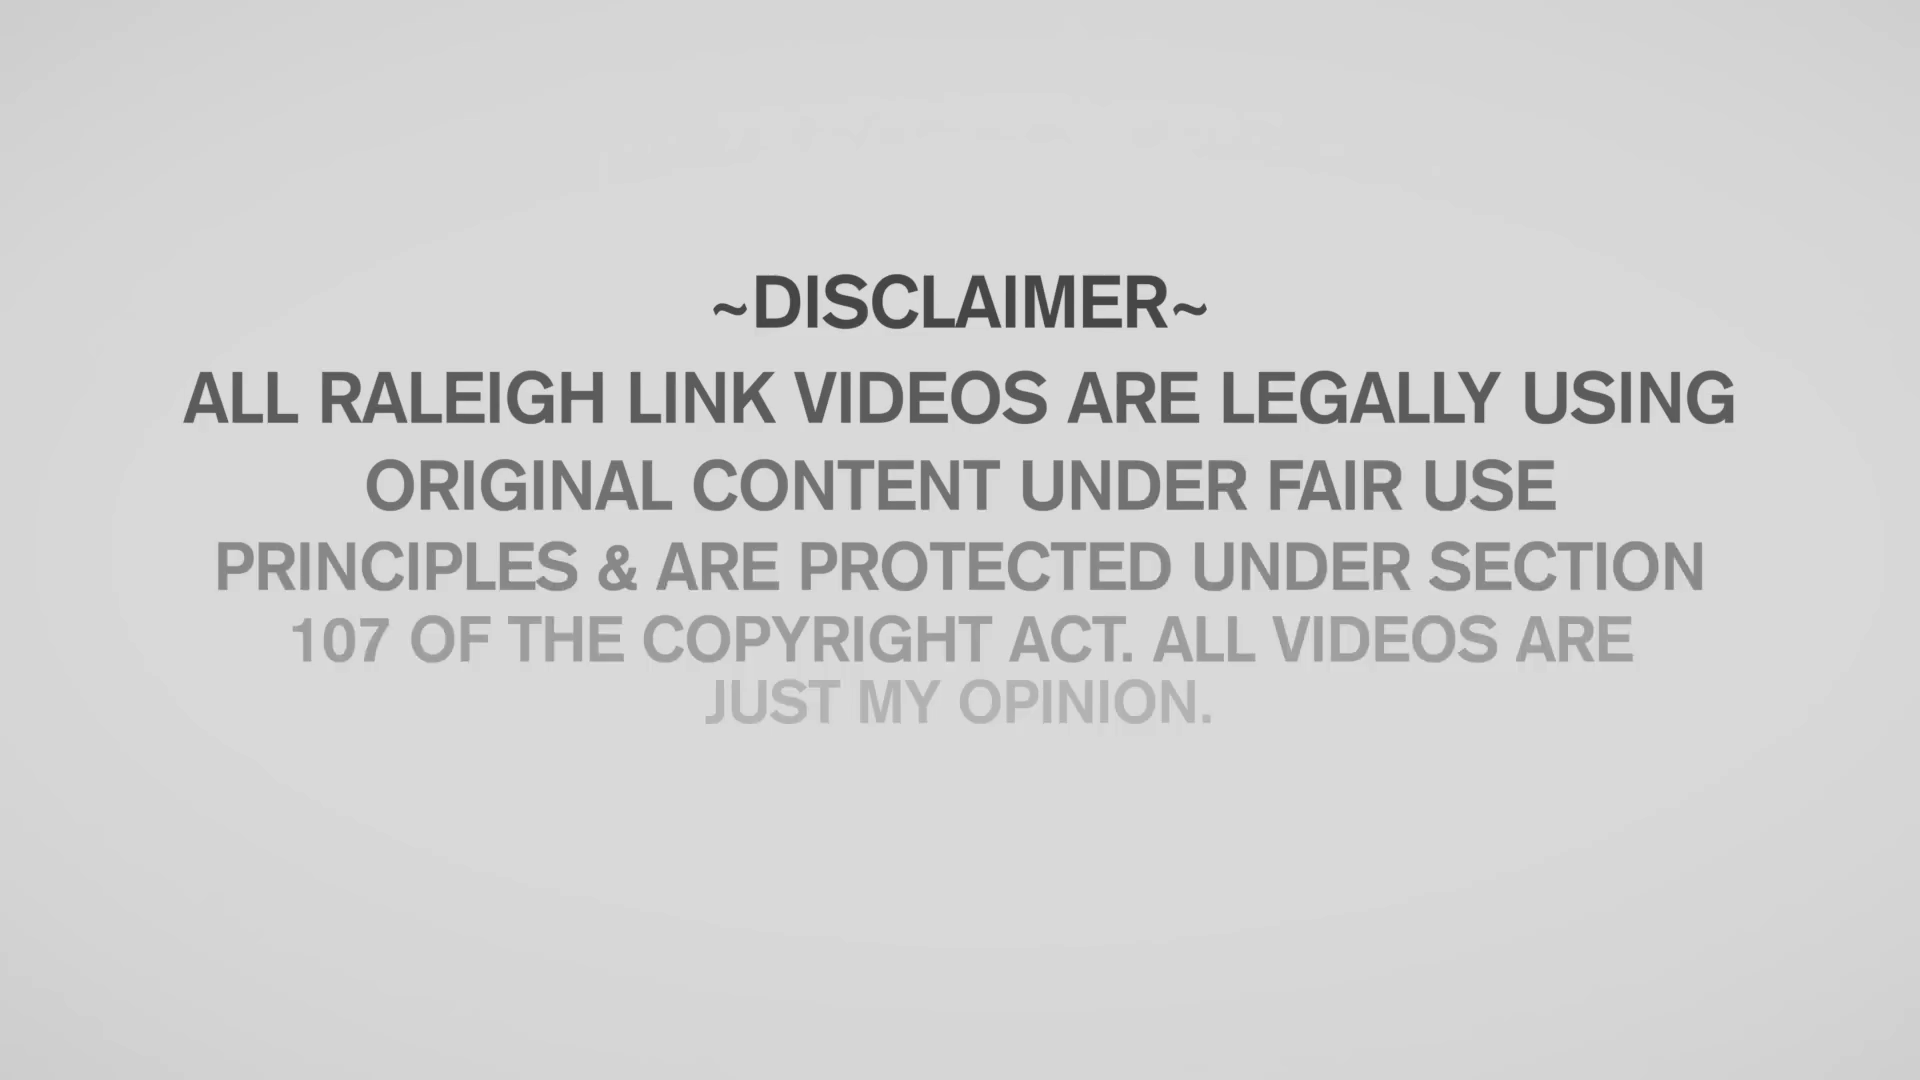 ~DISCLAIMER~
ALL RALEIGH LINK VIDEOS ARE LEGALLY USING
ORIGINAL CONTENT UNDER FAIR USE
PRINCIPLES & ARE PROTECTED UNDER SECTION
107 OF THE COPYRIGHT ACT. ALL VIDEOS ARE
JUST MY OPINION.